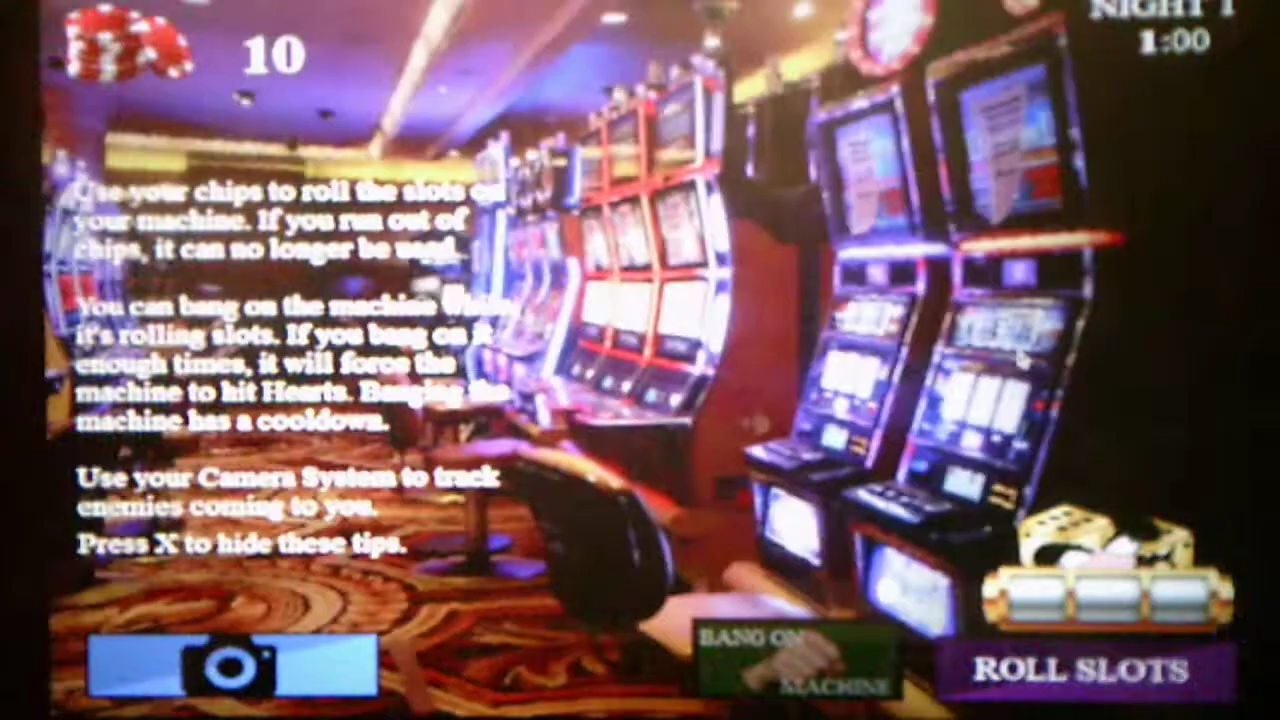 10
NIGHT 1
1:00
Use your chips to roll the slots on
your machine. If you run out of
chips, it can no longer be used.
You can bang on the machine while
it's rolling slots. If you bang on it
enough times, it will force the
machine to hit Hearts. Banging the
machine has a cooldown.
Use your Camera System to track
enemies coming to you.
Press X to hide these tips.
BANG ON
MACHINE
ROLL SLOTS